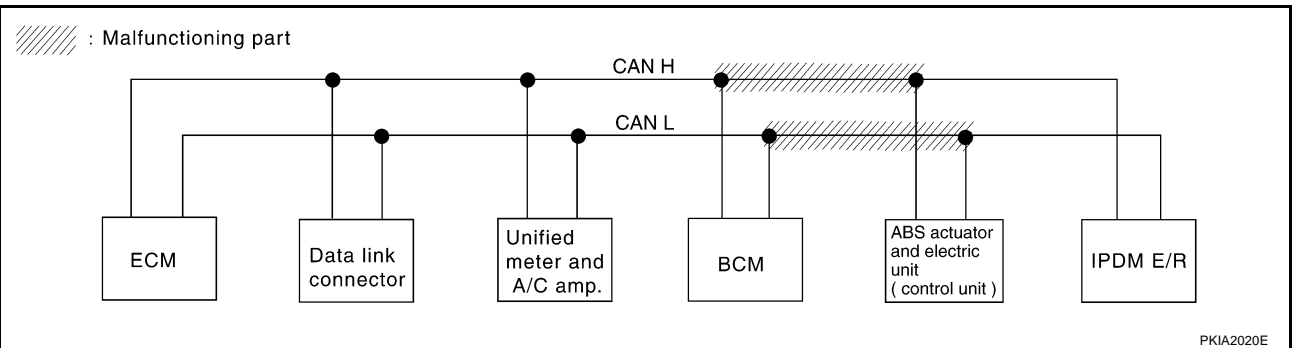 : Malfunctioning part
CAN H
CAN L
ECM
Data link
connector
Unified
meter and
A/C amp.
BCM
ABS actuator
and electric
unit
( control unit )
IPDM E/R
PKIA2020E